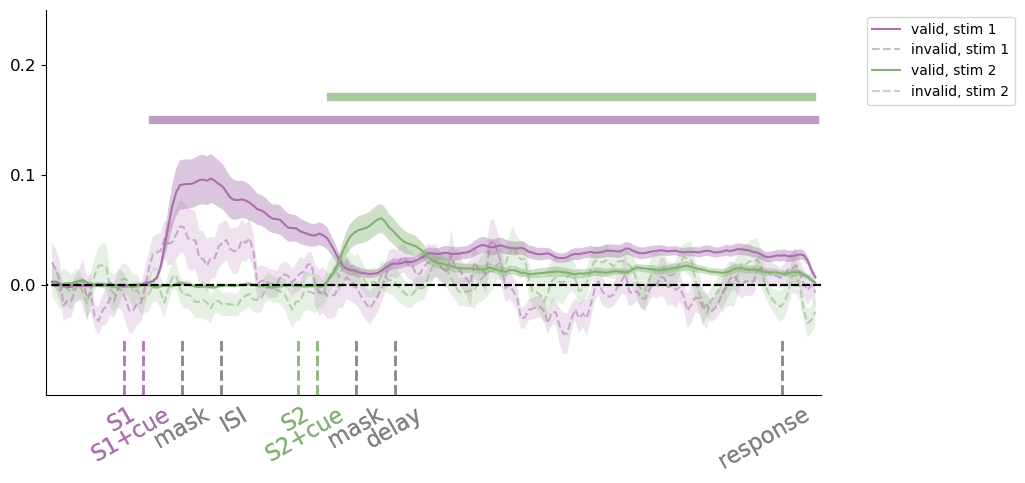 valid, stim 1
invalid, stim 1
valid, stim 2
invalid, stim 2
0.2
0.1
0.0
S1
S1+cue
mask
ISI
S2
S2+cue
mask
delay
response